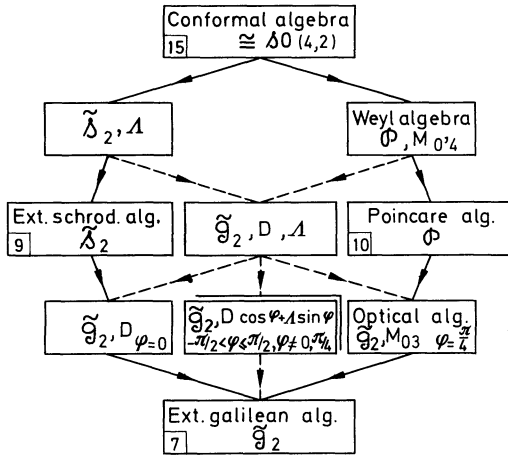 Conformal algebra
15 ≅ 𝒮O (4,2)
𝒮̃₂, Λ
Weyl algebra
𝒫, M₀,₄
Ext. schrod. alg.
9 𝒮̃₂
𝒢̃₂, D, Λ
Poincare alg.
10 𝒫
𝒢̃₂, D φ=0
𝒢̃₂, D cos φ+Λ sin φ
-π/2<φ≤π/2, φ≠0, π/4
Optical alg.
𝒢̃₂, M₀₃ φ=π/4
Ext. galilean alg.
7 𝒢̃₂